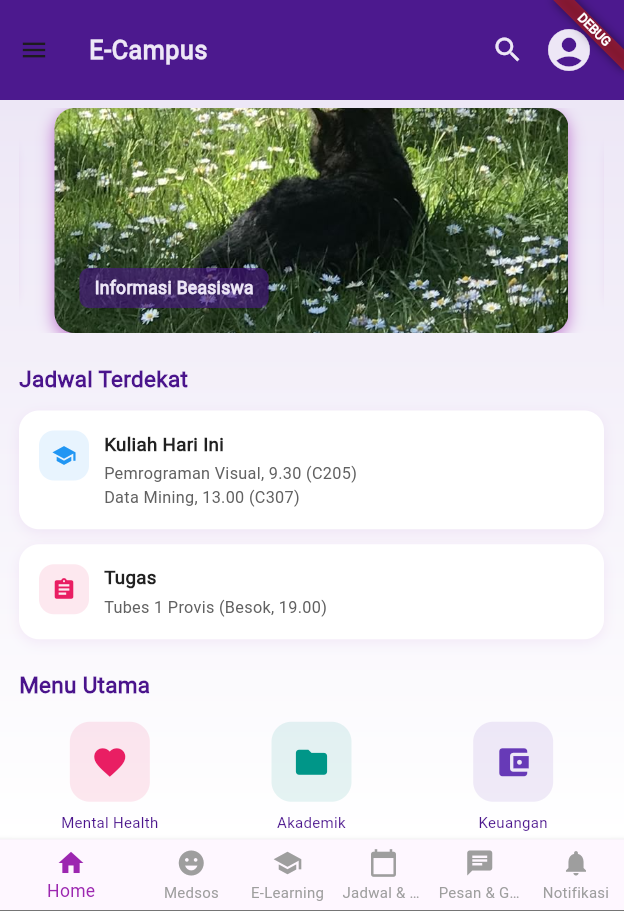 E-Campus
DEBUG
Informasi Beasiswa
Jadwal Terdekat
Kuliah Hari Ini
Pemrograman Visual, 9.30 (C205)
Data Mining, 13.00 (C307)
Tugas
Tubes 1 Provis (Besok, 19.00)
Menu Utama
Mental Health
Akademik
Keuangan
Home
Medsos
E-Learning
Jadwal & ...
Pesan & G...
Notifikasi